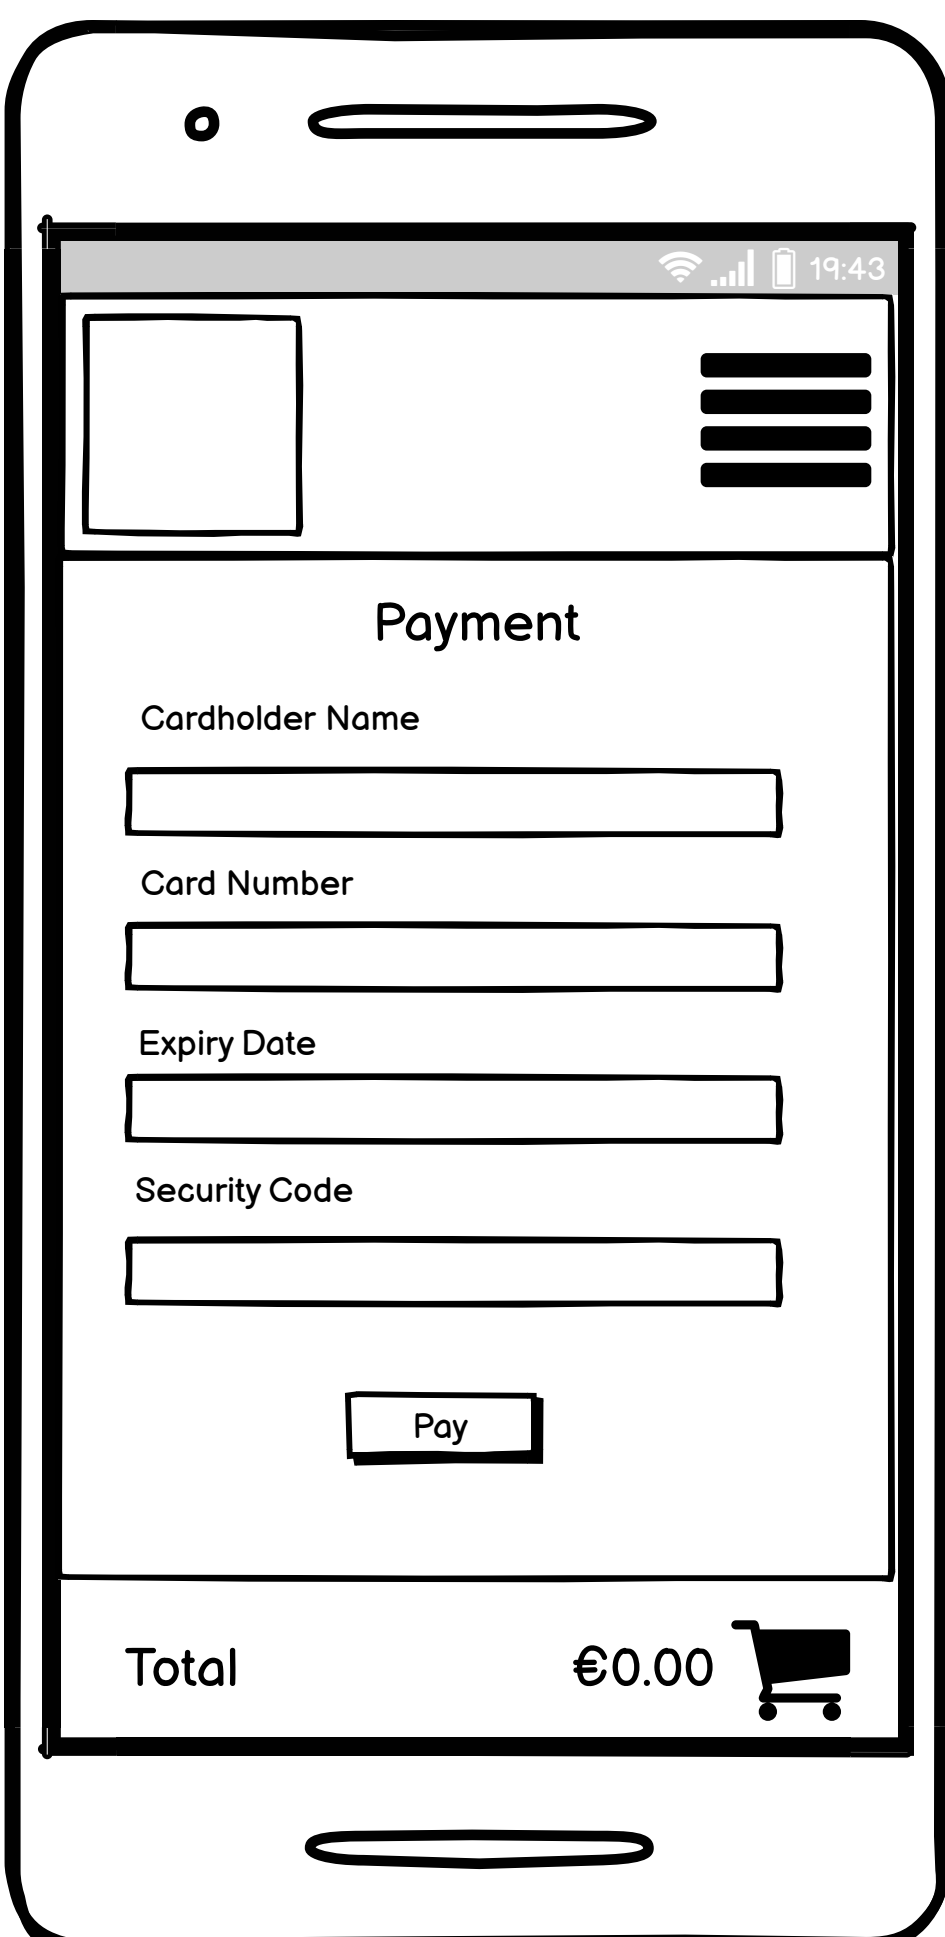 19:43
Payment
Cardholder Name
Card Number
Expiry Date
Security Code
Pay
Total €0.00